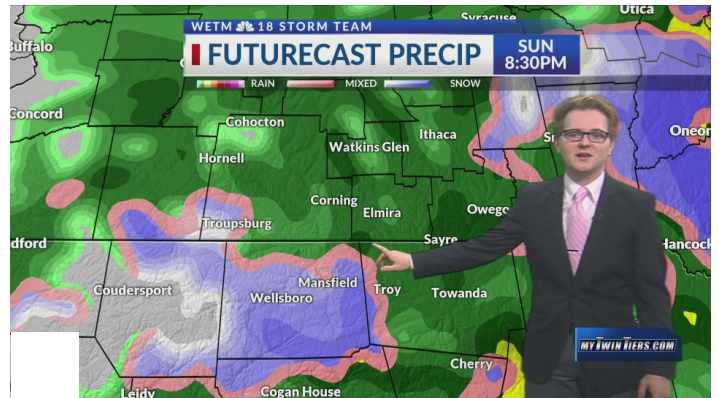 WETM 18 STORM TEAM
FUTURECAST PRECIP
SUN
8:30PM
RAIN MIXED SNOW
Syracuse
Utica
Buffalo
Concord
Cohocton
Ithaca
Watkins Glen
Hornell
Corning
Elmira
Owego
Troupsburg
Sayre
Hancock
Coudersport
Mansfield
Wellsboro
Troy
Towanda
MYTWINTIERS.COM
Cherry
Leidy
Cogan House